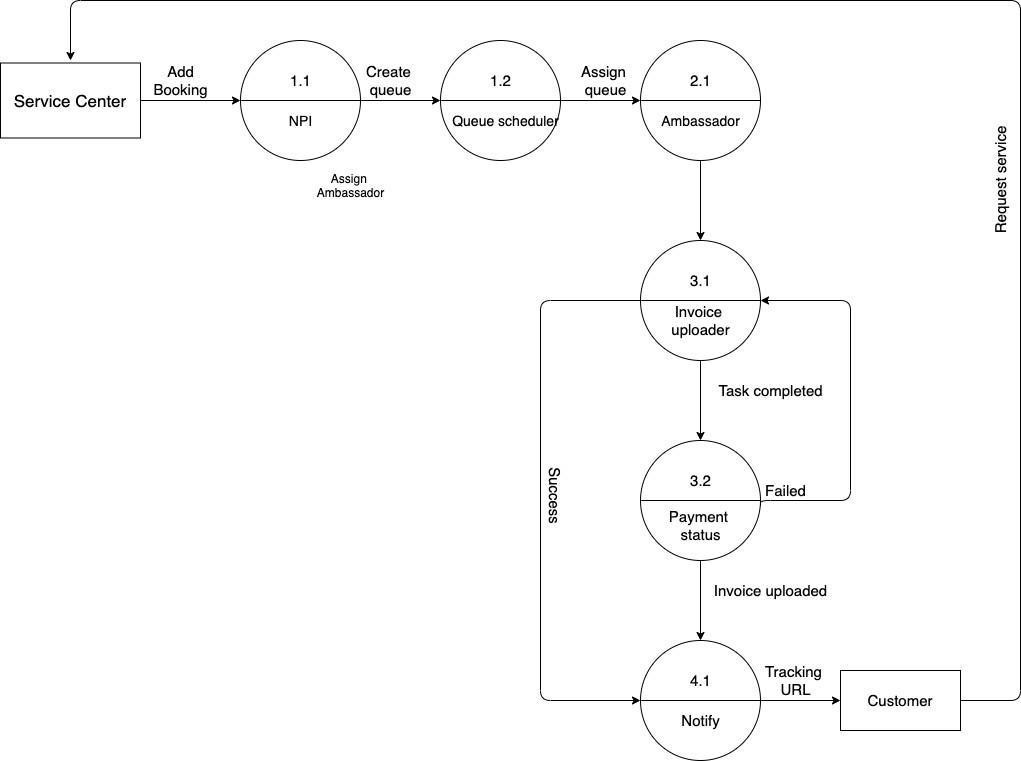 Service Center
Add
Booking
1.1
NPI
Create
queue
1.2
Queue scheduler
Assign
queue
2.1
Ambassador
Assign
Ambassador
Request service
3.1
Invoice
uploader
Task completed
Success
3.2
Payment
status
Failed
Invoice uploaded
4.1
Notify
Tracking
URL
Customer